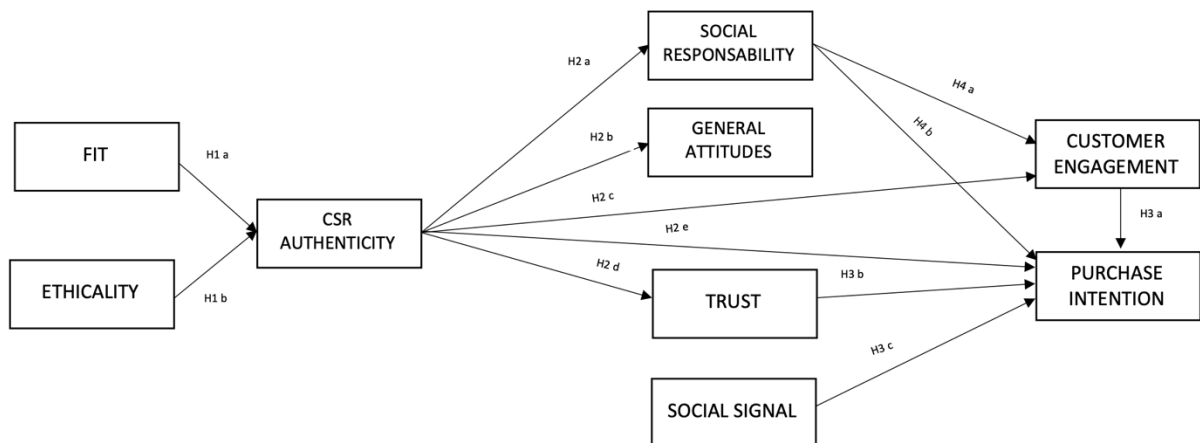 SOCIAL
RESPONSABILITY
H2 a
H4 a
H4 b
GENERAL
ATTITUDES
H2 b
FIT
H1 a
CUSTOMER
ENGAGEMENT
H2 c
CSR
AUTHENTICITY
H2 e
H3 a
H2 d
ETHICALITY
H1 b
TRUST
H3 b
PURCHASE
INTENTION
H3 c
SOCIAL SIGNAL